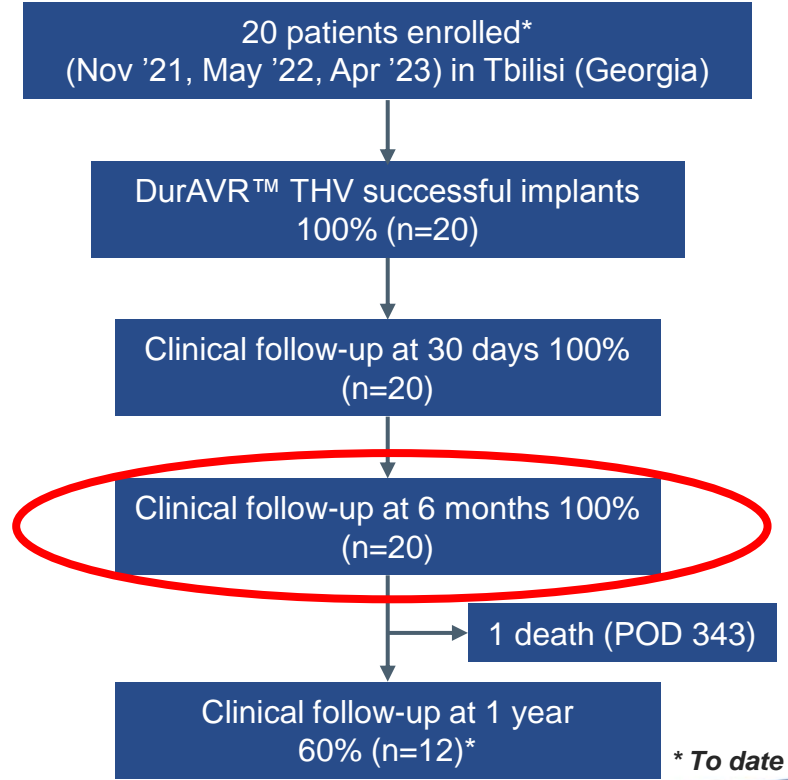 20 patients enrolled*
(Nov ’21, May ’22, Apr ’23) in Tbilisi (Georgia)
DurAVR™ THV successful implants
100% (n=20)
Clinical follow-up at 30 days 100%
(n=20)
Clinical follow-up at 6 months 100%
(n=20)
1 death (POD 343)
Clinical follow-up at 1 year
60% (n=12)*
* To date